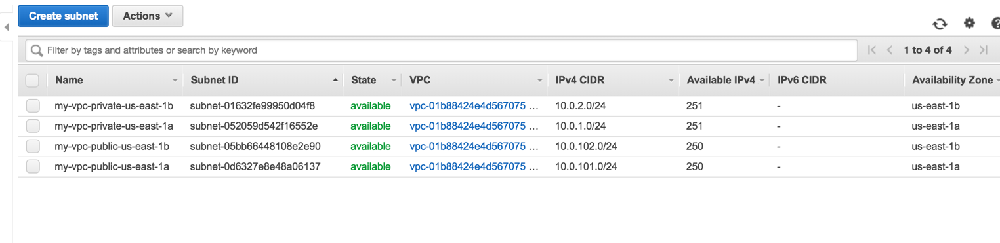 Create subnet Actions
Filter by tags and attributes or search by keyword 1 to 4 of 4
Name Subnet ID State VPC IPv4 CIDR Available IPv4 IPv6 CIDR Availability Zone
my-vpc-private-us-east-1b subnet-01632fe99950d04f8 available vpc-01b88424e4d567075 ... 10.0.2.0/24 251 - us-east-1b
my-vpc-private-us-east-1a subnet-052059d542f16552e available vpc-01b88424e4d567075 ... 10.0.1.0/24 251 - us-east-1a
my-vpc-public-us-east-1b subnet-05bb66448108e2e90 available vpc-01b88424e4d567075 ... 10.0.102.0/24 250 - us-east-1b
my-vpc-public-us-east-1a subnet-0d6327e8e48a06137 available vpc-01b88424e4d567075 ... 10.0.101.0/24 250 - us-east-1a